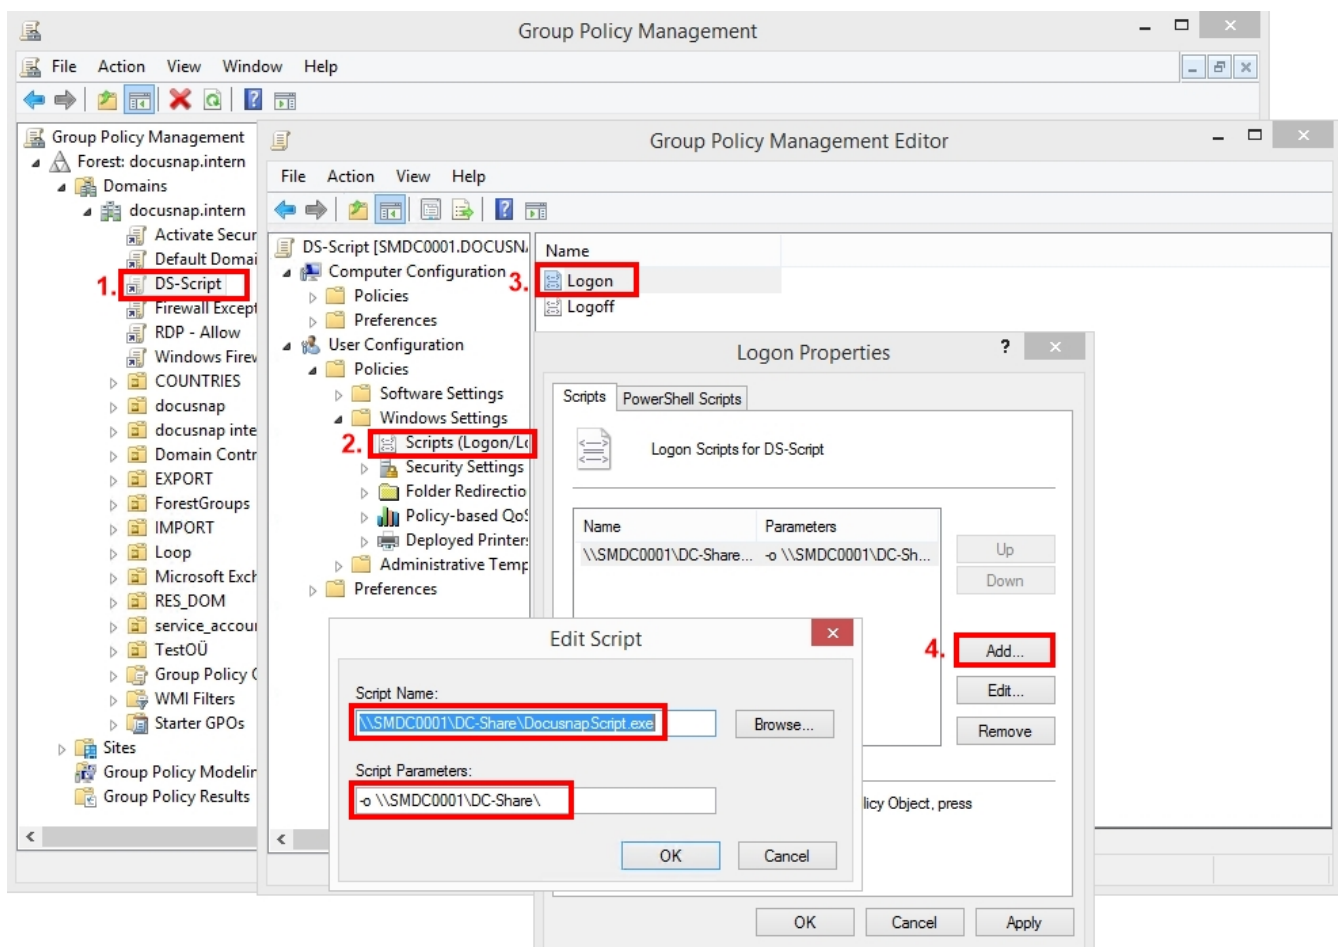 Group Policy Management
File Action View Window Help
Group Policy Management
Forest: docusnap.intern
Domains
docusnap.intern
Activate Secur
Default Domai
1. DS-Script
Firewall Except
RDP - Allow
Windows Firew
COUNTRIES
docusnap
docusnap inte
Domain Contr
EXPORT
ForestGroups
IMPORT
Loop
Microsoft Exch
RES_DOM
service_accour
TestOÜ
Group Policy O
WMI Filters
Starter GPOs
Sites
Group Policy Modelin
Group Policy Results
Group Policy Management Editor
File Action View Help
DS-Script [SMDC0001.DOCUSN
Computer Configuration
Policies
Preferences
User Configuration
Policies
Software Settings
Windows Settings
2. Scripts (Logon/Lo
Security Settings
Folder Redirectio
Policy-based QoS
Deployed Printers
Administrative Temp
Preferences
Name
3. Logon
Logoff
Logon Properties
?
Scripts PowerShell Scripts
Logon Scripts for DS-Script
Name Parameters
\\SMDC0001\DC-Share... -o \\SMDC0001\DC-Sh...
Up
Down
4. Add...
Edit...
Remove
licy Object, press
OK Cancel Apply
Edit Script
Script Name:
\\SMDC0001\DC-Share\DocusnapScript.exe
Browse...
Script Parameters:
-o \\SMDC0001\DC-Share\
OK Cancel